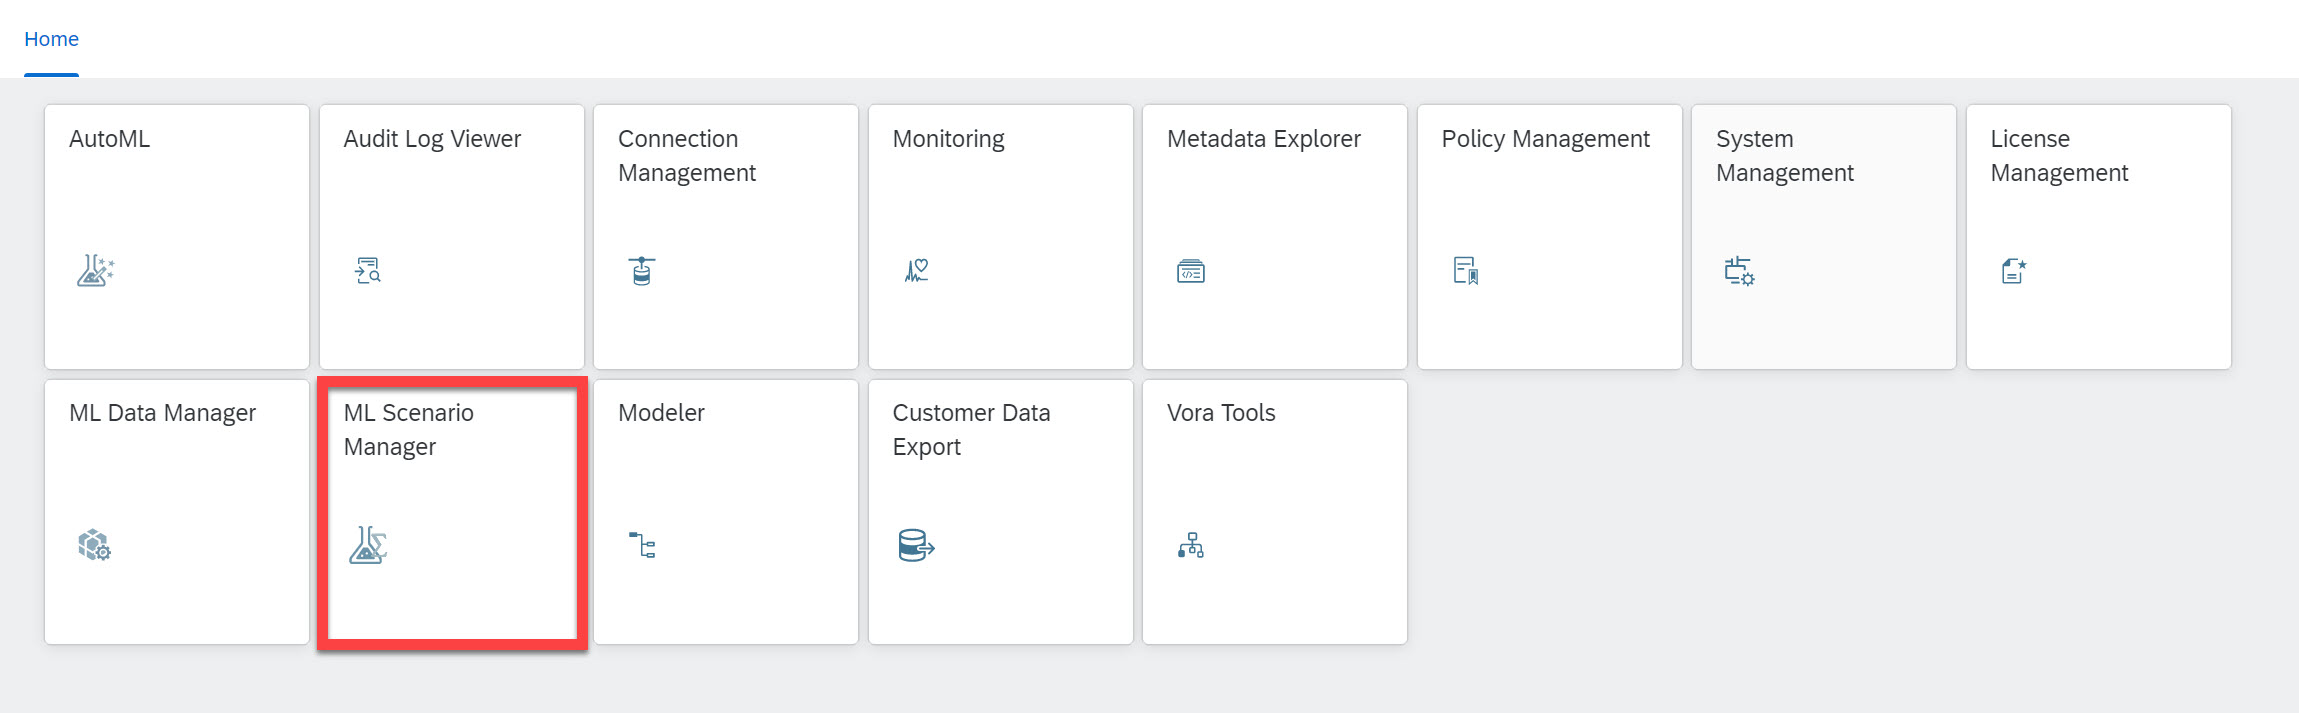 Home
AutoML
Audit Log Viewer
Connection
Management
Monitoring
Metadata Explorer
Policy Management
System
Management
License
Management
ML Data Manager
ML Scenario
Manager
Modeler
Customer Data
Export
Vora Tools